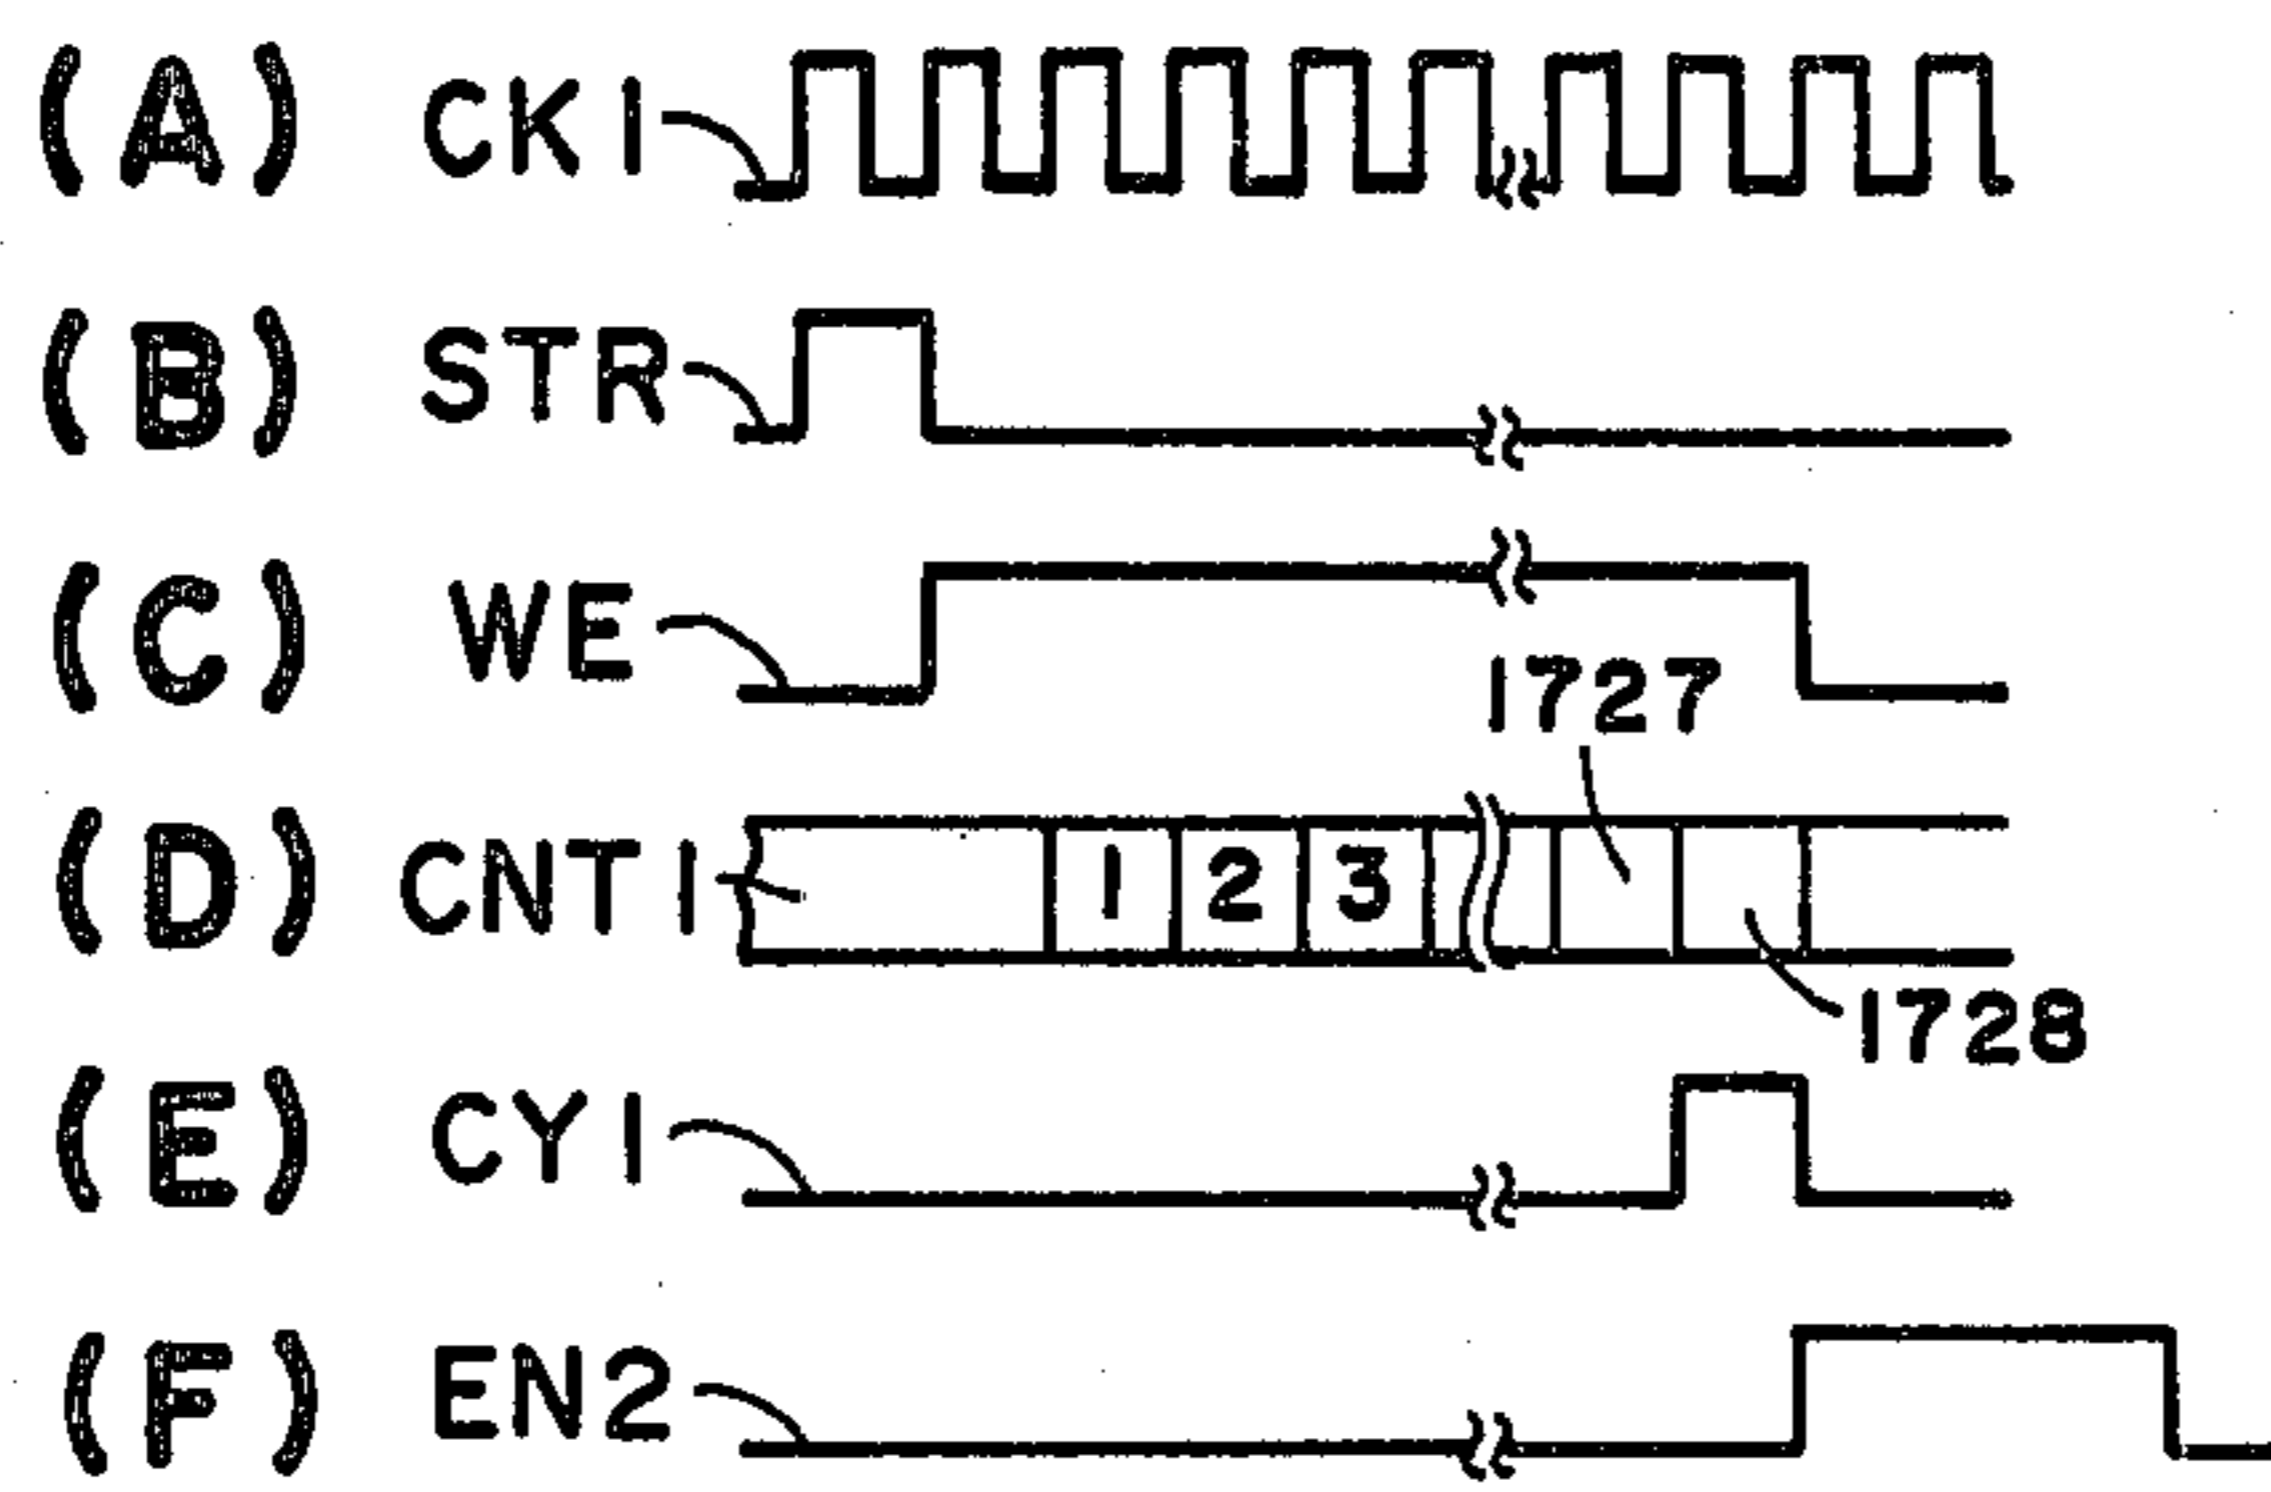 (A) CK1
(B) STR
(C) WE
1727
(D) CNT1 1 2 3
1728
(E) CY1
(F) EN2